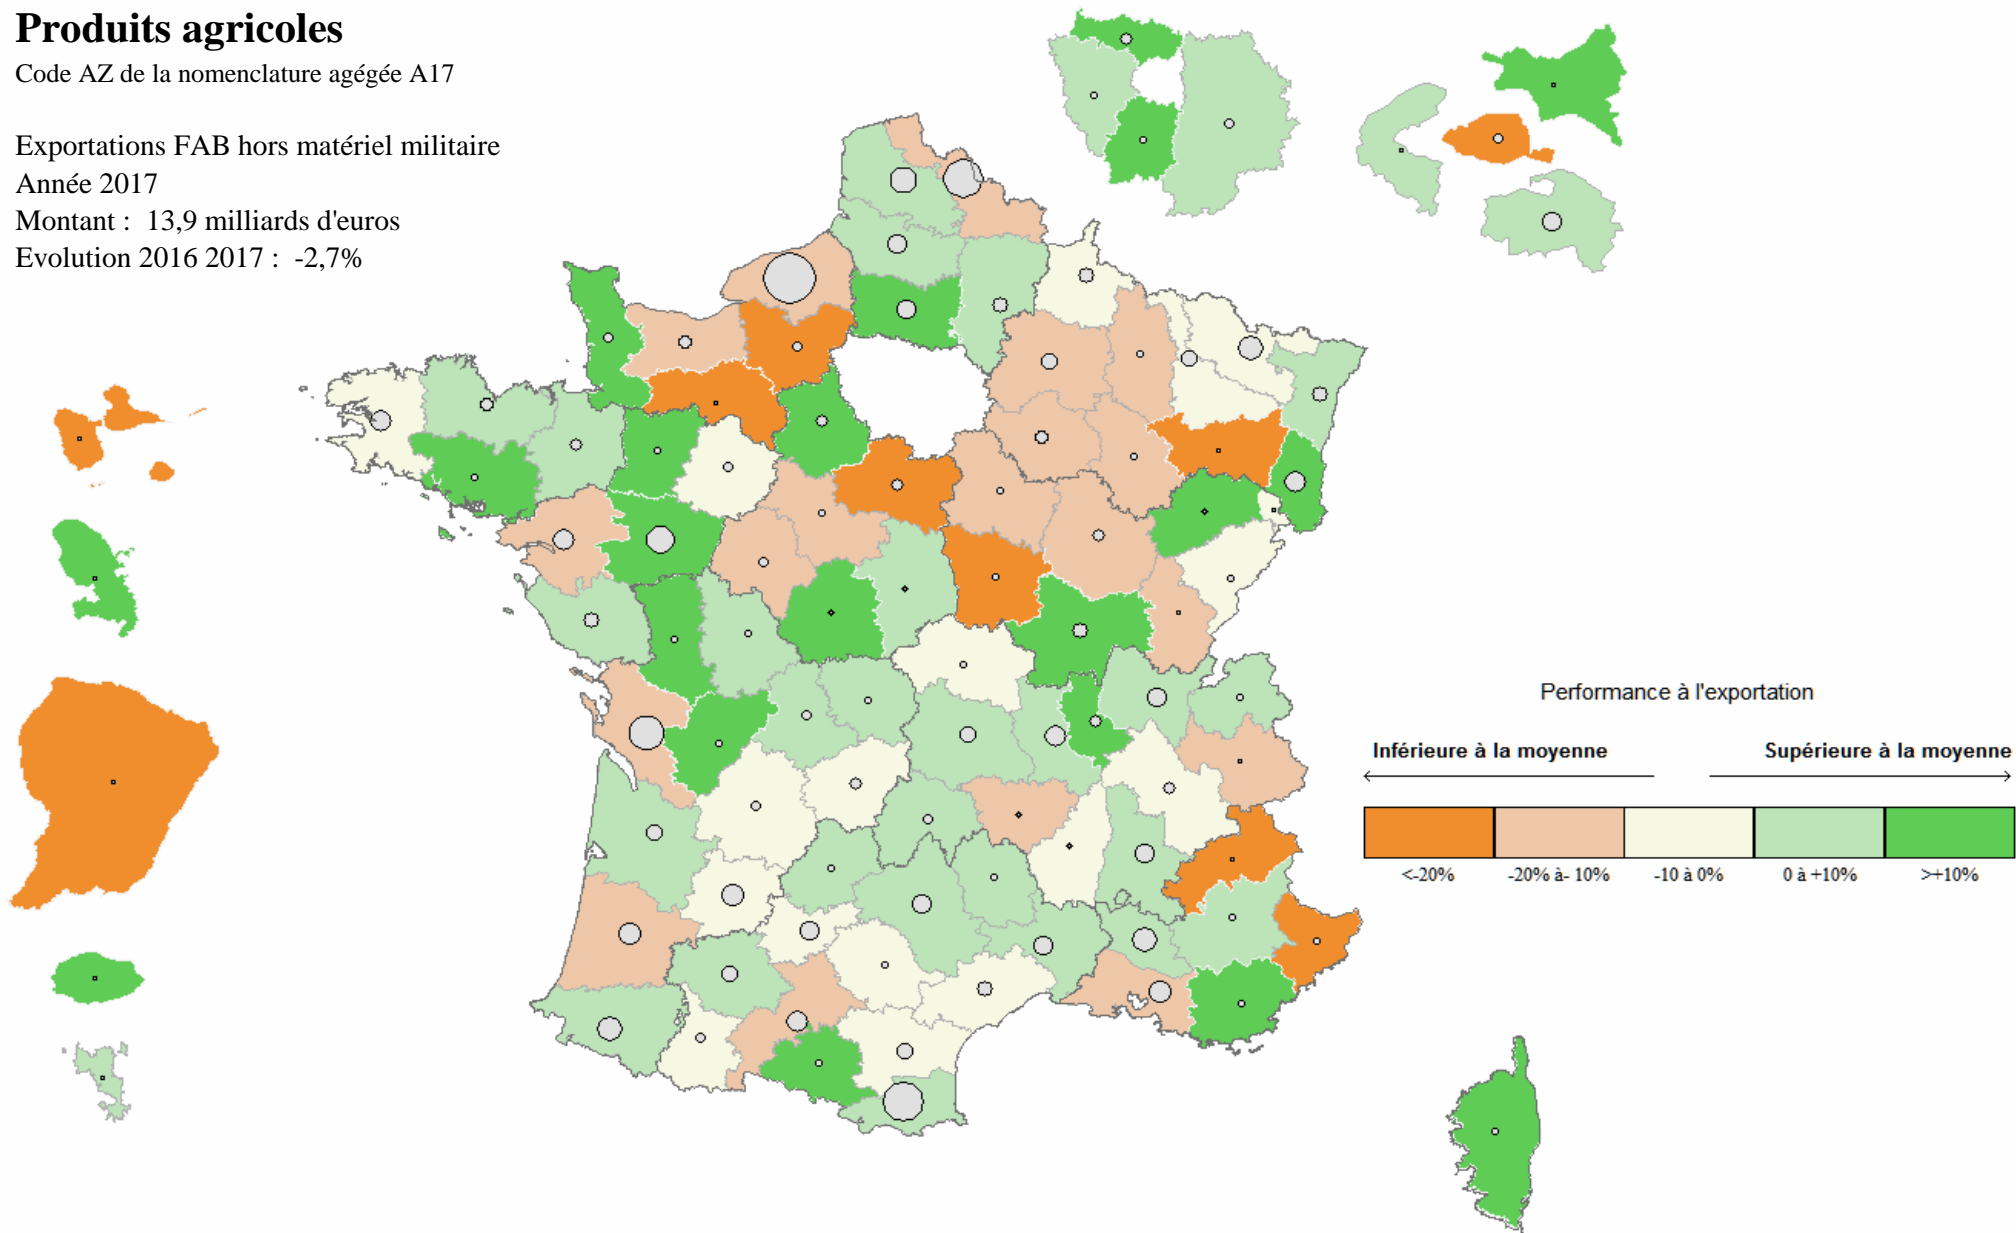 Produits agricoles
Code AZ de la nomenclature agégée A17
Exportations FAB hors matériel militaire
Année 2017
Montant : 13,9 milliards d'euros
Evolution 2016 2017 : -2,7%
Performance à l'exportation
Inférieure à la moyenne Supérieure à la moyenne
<-20% -20% à- 10% -10 à 0% 0 à +10% >+10%